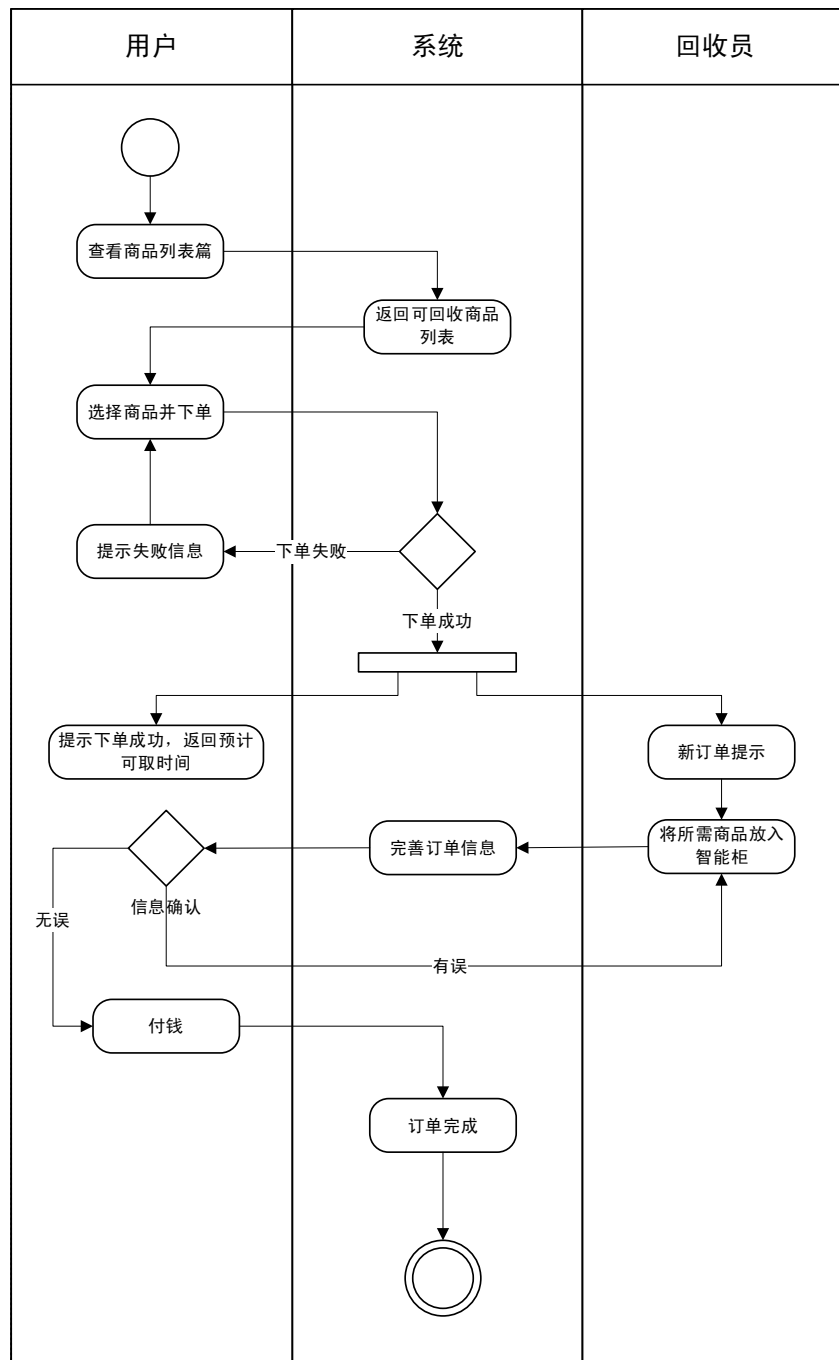 用户
系统
回收员
查看商品列表篇
返回可回收商品
列表
选择商品并下单
提示失败信息
下单失败
下单成功
提示下单成功，返回预计
可取时间
新订单提示
将所需商品放入
智能柜
完善订单信息
信息确认
无误
有误
付钱
订单完成